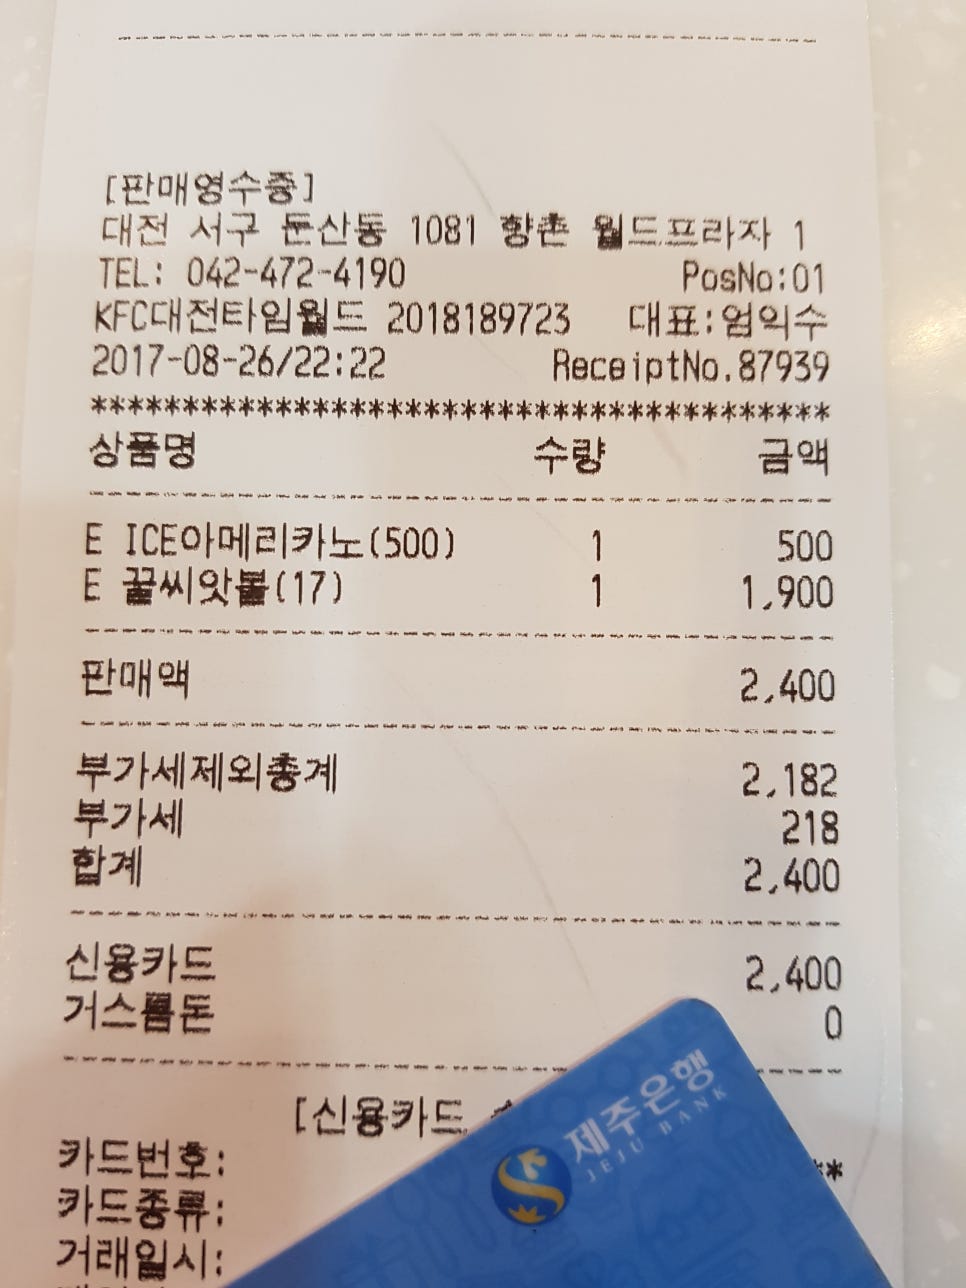 [판매영수증]
대전 서구 둔산동 1081 향촌 월드프라자 1
TEL: 042-472-4190 PosNo:01
KFC대전타임월드 2018189723 대표:엄익수
2017-08-26/22:22 ReceiptNo.87939
****************************************
상품명 수량 금액
E ICE아메리카노(500) 1 500
E 꿀씨앗볼(17) 1 1,900
판매액 2,400
부가세제외총계 2,182
부가세 218
합계 2,400
신용카드 2,400
거스름돈 0
[신용카드
카드번호: **
카드종류:
거래일시:
제주은행
JEJU BANK